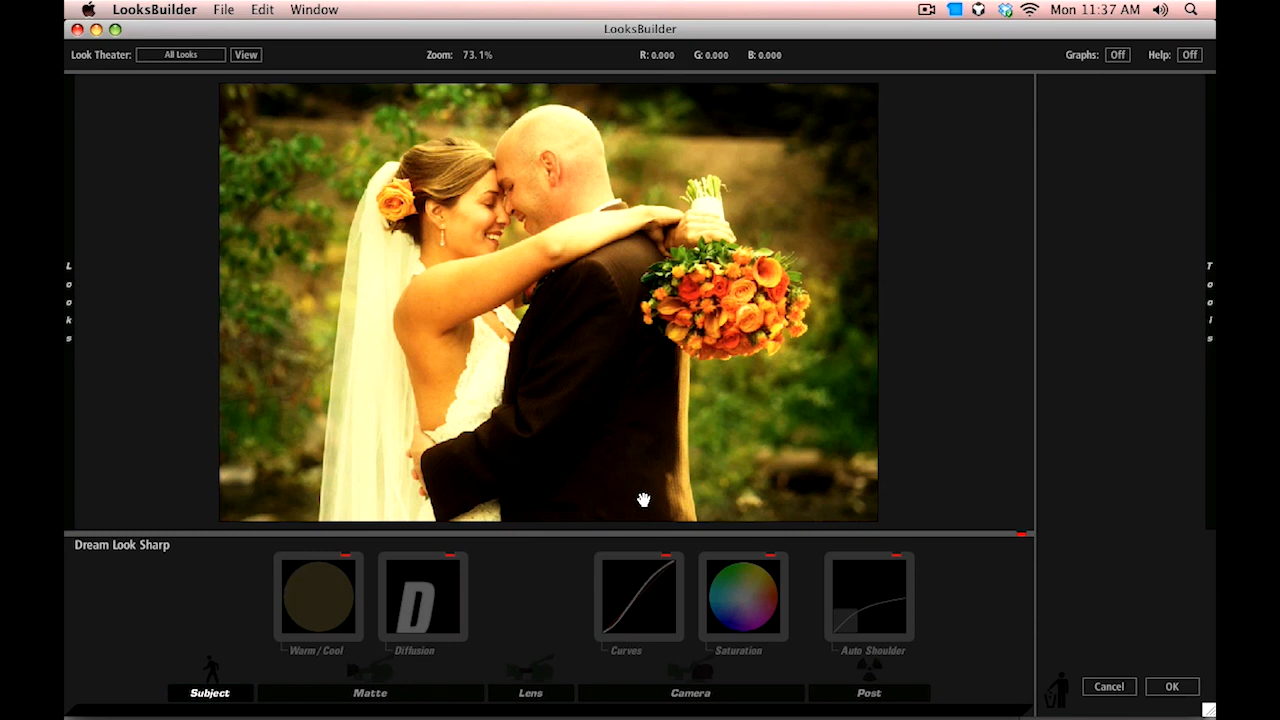 LooksBuilder File Edit Window Mon 11:37 AM
LooksBuilder
Look Theater: All Looks View Zoom: 73.1% R: 0.000 G: 0.000 B: 0.000 Graphs: Off Help: Off
Looks
Tools
Dream Look Sharp
D
Warm/Cool Diffusion Curves Saturation Auto Shoulder
Subject Matte Lens Camera Post
Cancel OK